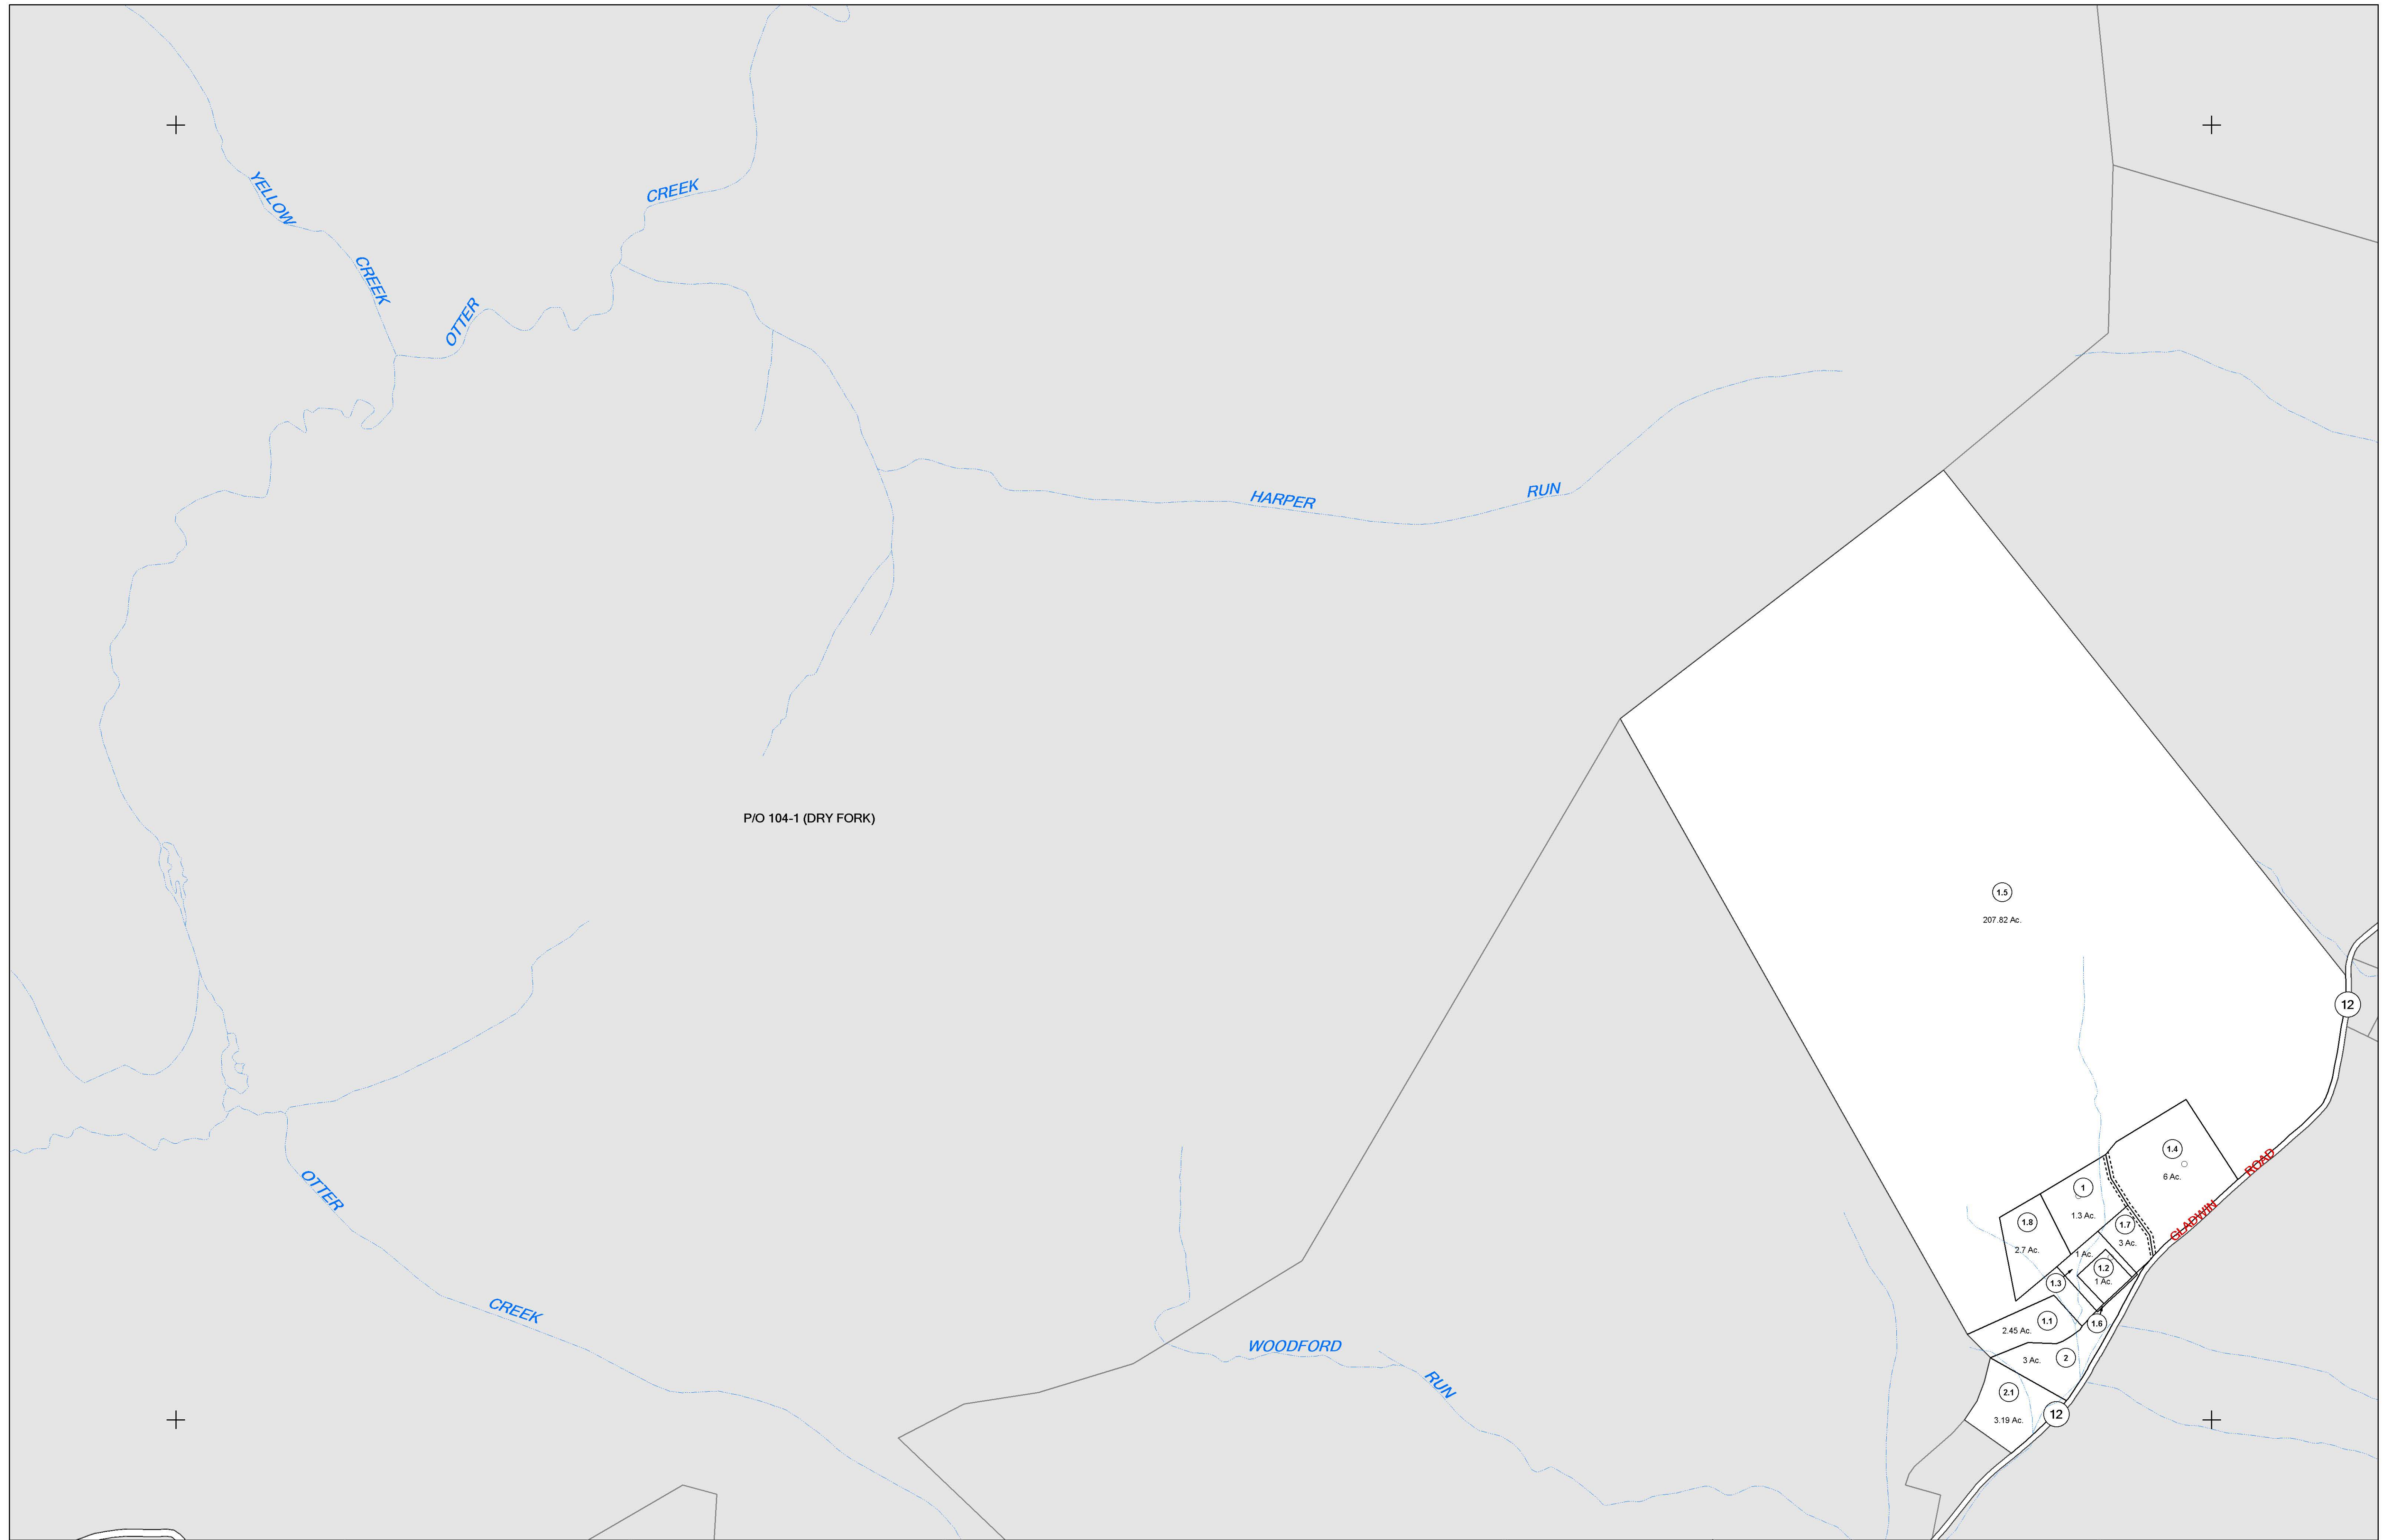 YELLOW
CREEK
OTTER
CREEK
HARPER
RUN
P/O 104-1 (DRY FORK)
1.5
207.82 Ac.
12
1.4
6 Ac.
GLADWIN
ROAD
1
1.3 Ac.
1.8
2.7 Ac.
1.7
3 Ac.
1 Ac.
1.2
1 Ac.
1.3
1.6
1.1
2.45 Ac.
2
3 Ac.
2.1
3.19 Ac.
12
OTTER
CREEK
WOODFORD
RUN